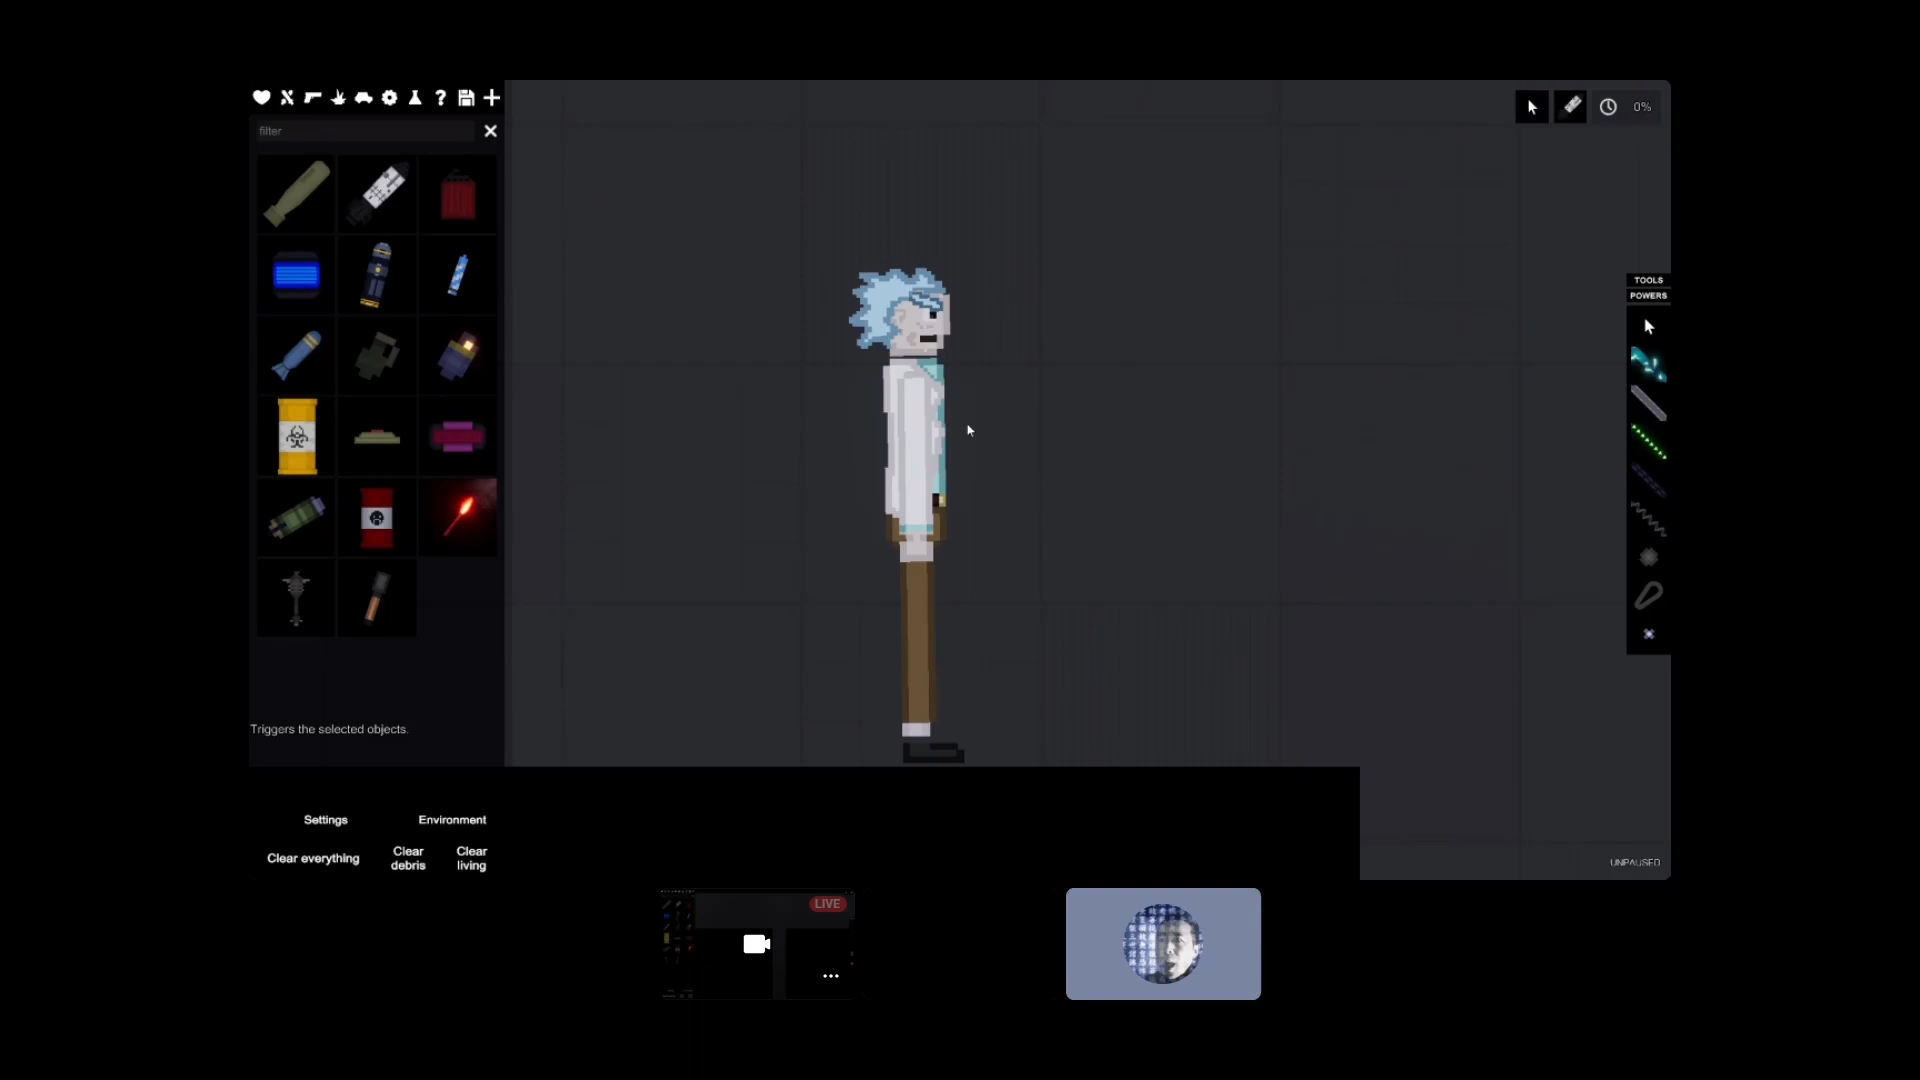 filter
0%
TOOLS
POWERS
Triggers the selected objects.
Settings
Environment
Clear everything
Clear
debris
Clear
living
UNPAUSED
LIVE